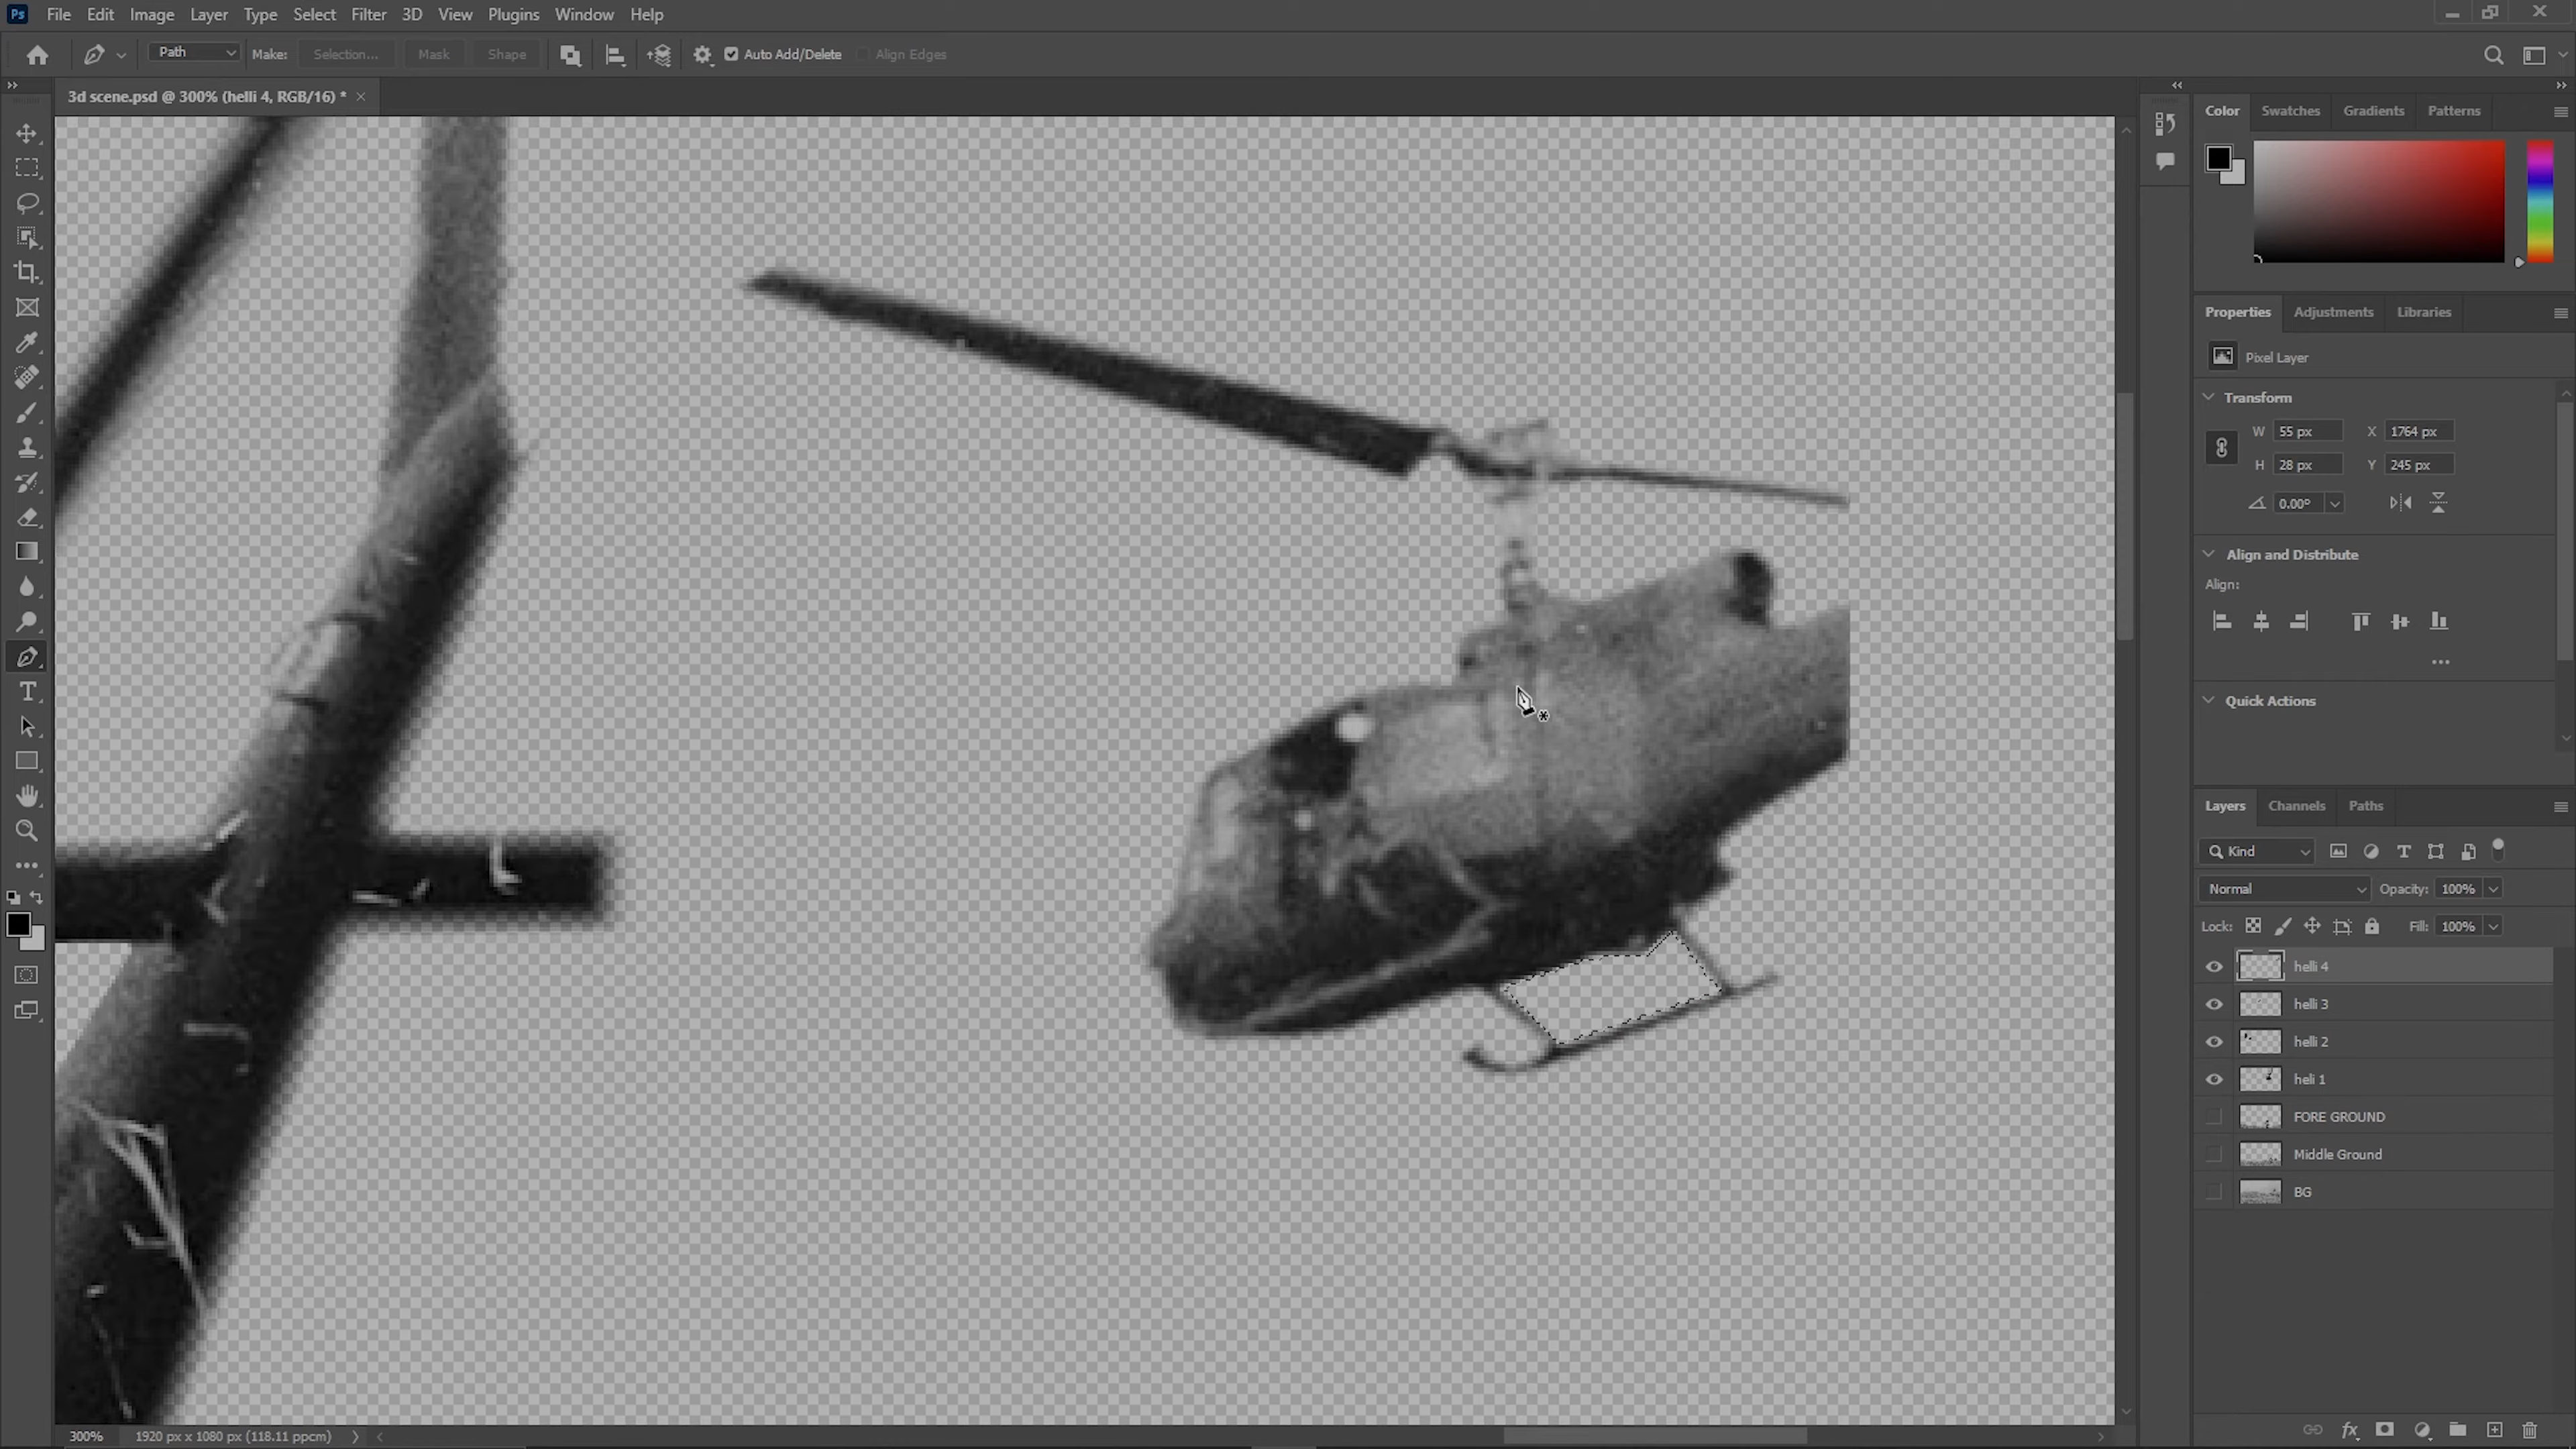 Ps File Edit Image Layer Type Select Filter 3D View Plugins Window Help
Path Make: Selection... Mask Shape Auto Add/Delete Align Edges
3d scene.psd @ 300% (helli 4, RGB/16) *
Color Swatches Gradients Patterns
Properties Adjustments Libraries
Pixel Layer
Transform
W 55 px X 1764 px
H 28 px Y 245 px
0.00°
Align and Distribute
Align:
Quick Actions
Layers Channels Paths
Kind
Normal Opacity: 100%
Lock: Fill: 100%
helli 4
helli 3
helli 2
heli 1
FORE GROUND
Middle Ground
BG
300% 1920 px x 1080 px (118.11 ppcm)